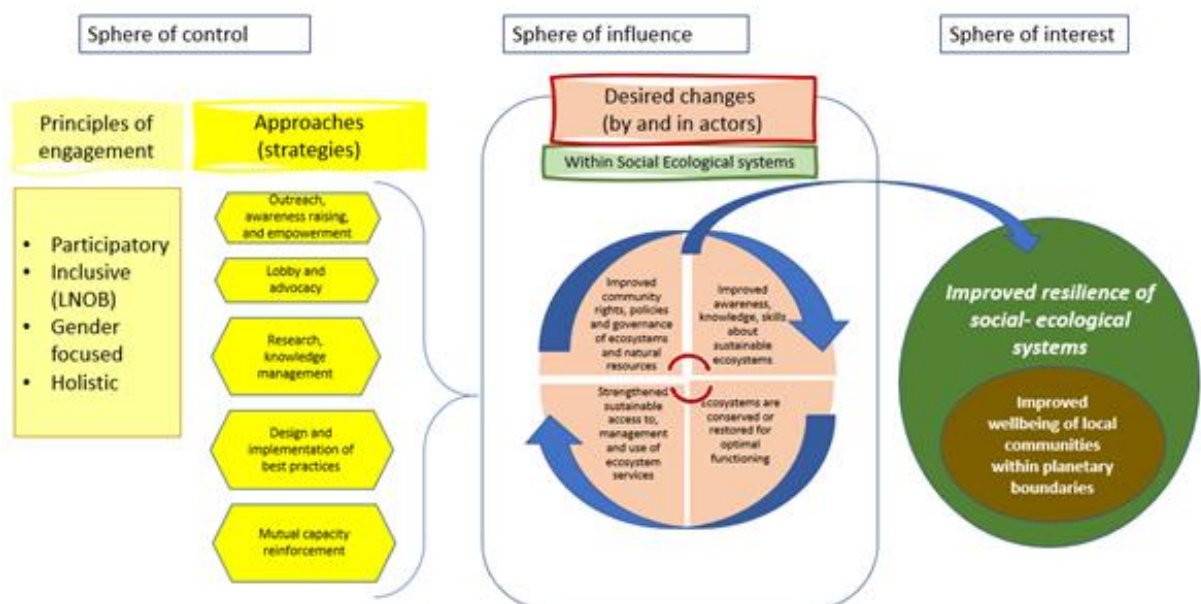 Sphere of control
Sphere of influence
Sphere of interest
Principles of
engagement
Approaches
(strategies)
Desired changes
(by and in actors)
Within Social Ecological systems
• Participatory
• Inclusive
(LNOB)
• Gender
focused
• Holistic
Outreach,
awareness raising,
and empowerment
Lobby and
advocacy
Research,
knowledge
management
Design and
implementation of
best practices
Mutual capacity
reinforcement
Improved
community
rights, policies
and governance
of ecosystems
and natural
resources
Improved
awareness,
knowledge, skills
about
sustainable
ecosystems
Strengthened
sustainable
access to,
management
and use of
ecosystem
services
Ecosystems are
conserved or
restored for
optimal
functioning
Improved resilience of
social- ecological
systems
Improved
wellbeing of local
communities
within planetary
boundaries